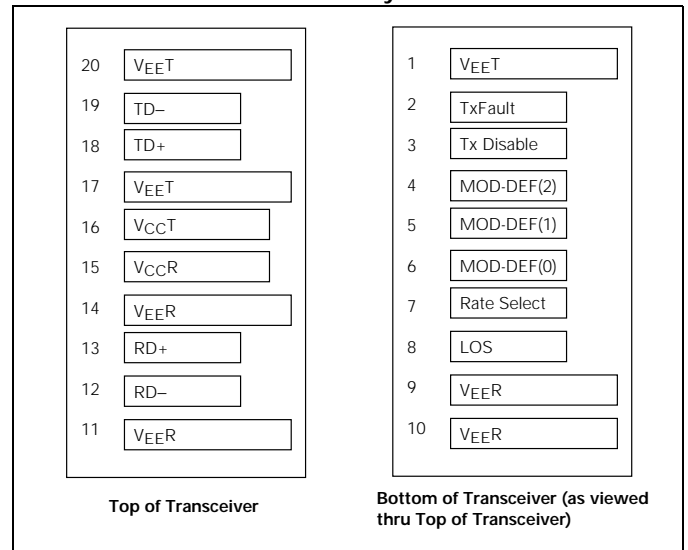 20 VEET
19 TD–
18 TD+
17 VEET
16 VCCT
15 VCCR
14 VEER
13 RD+
12 RD–
11 VEER
Top of Transceiver
1 VEET
2 TxFault
3 Tx Disable
4 MOD-DEF(2)
5 MOD-DEF(1)
6 MOD-DEF(0)
7 Rate Select
8 LOS
9 VEER
10 VEER
Bottom of Transceiver (as viewed
thru Top of Transceiver)